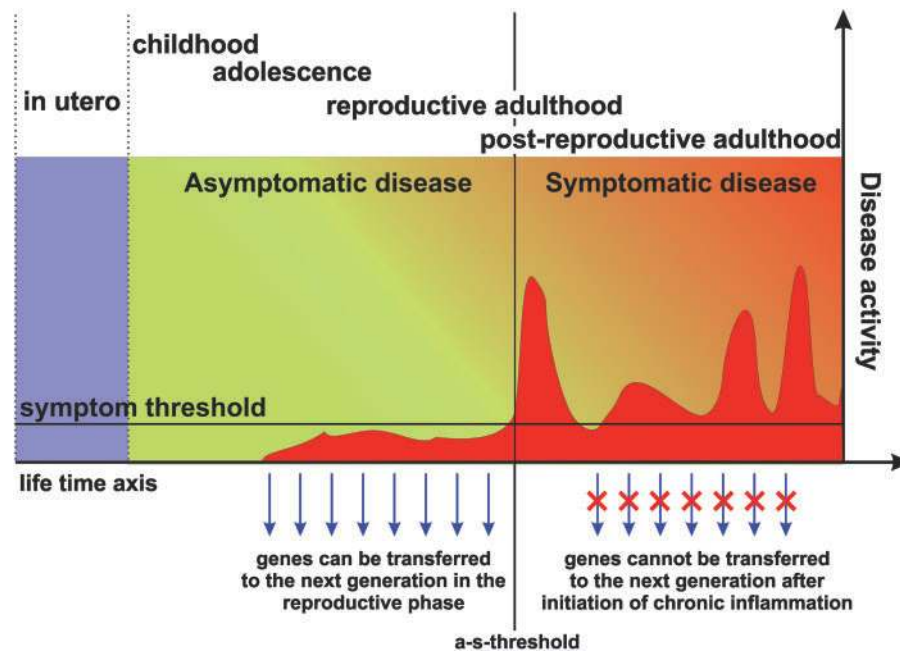 childhood
adolescence
in utero
reproductive adulthood
post-reproductive adulthood
Asymptomatic disease
Symptomatic disease
Disease activity
symptom threshold
life time axis
genes can be transferred
to the next generation in the
reproductive phase
genes cannot be transferred
to the next generation after
initiation of chronic inflammation
a-s-threshold